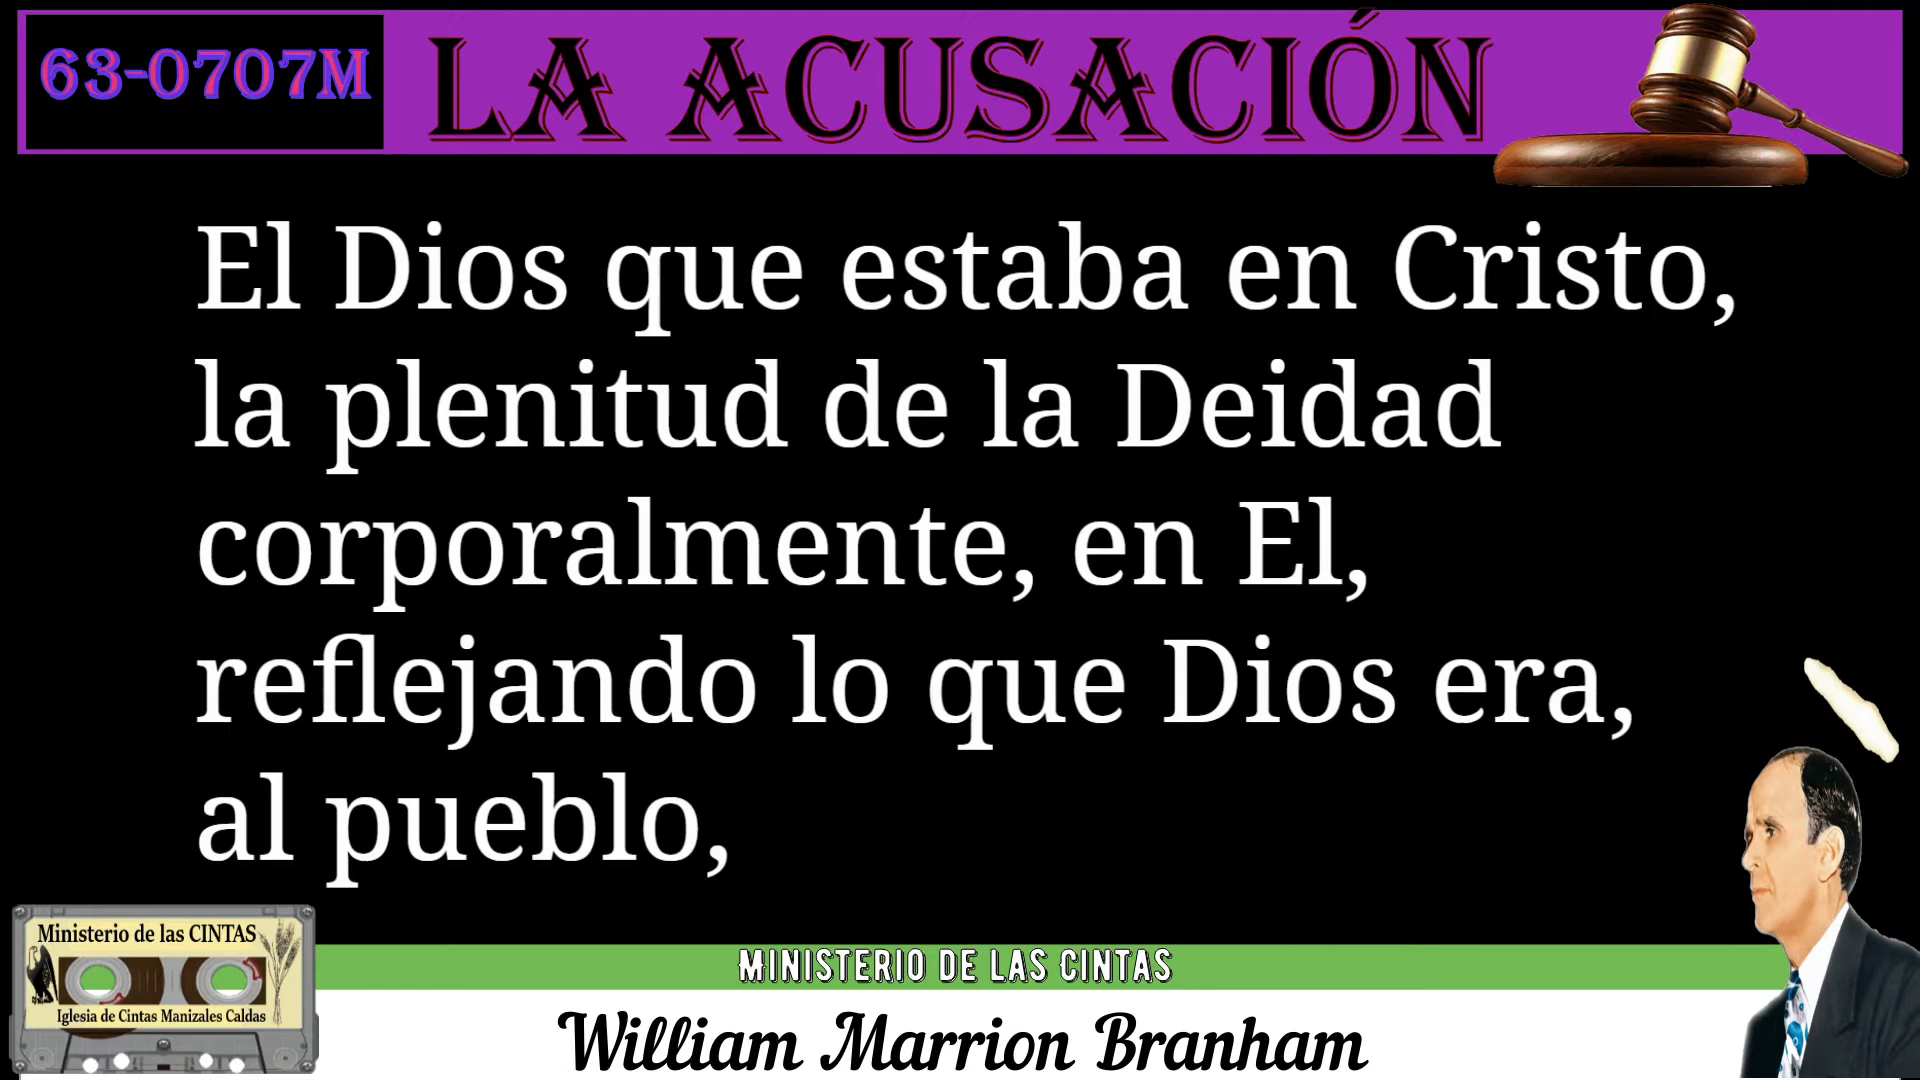 63-0707M
LA ACUSACIÓN
El Dios que estaba en Cristo,
la plenitud de la Deidad
corporalmente, en El,
reflejando lo que Dios era,
al pueblo,
Ministerio de las CINTAS
Iglesia de Cintas Manizales Caldas
MINISTERIO DE LAS CINTAS
William Marrion Branham